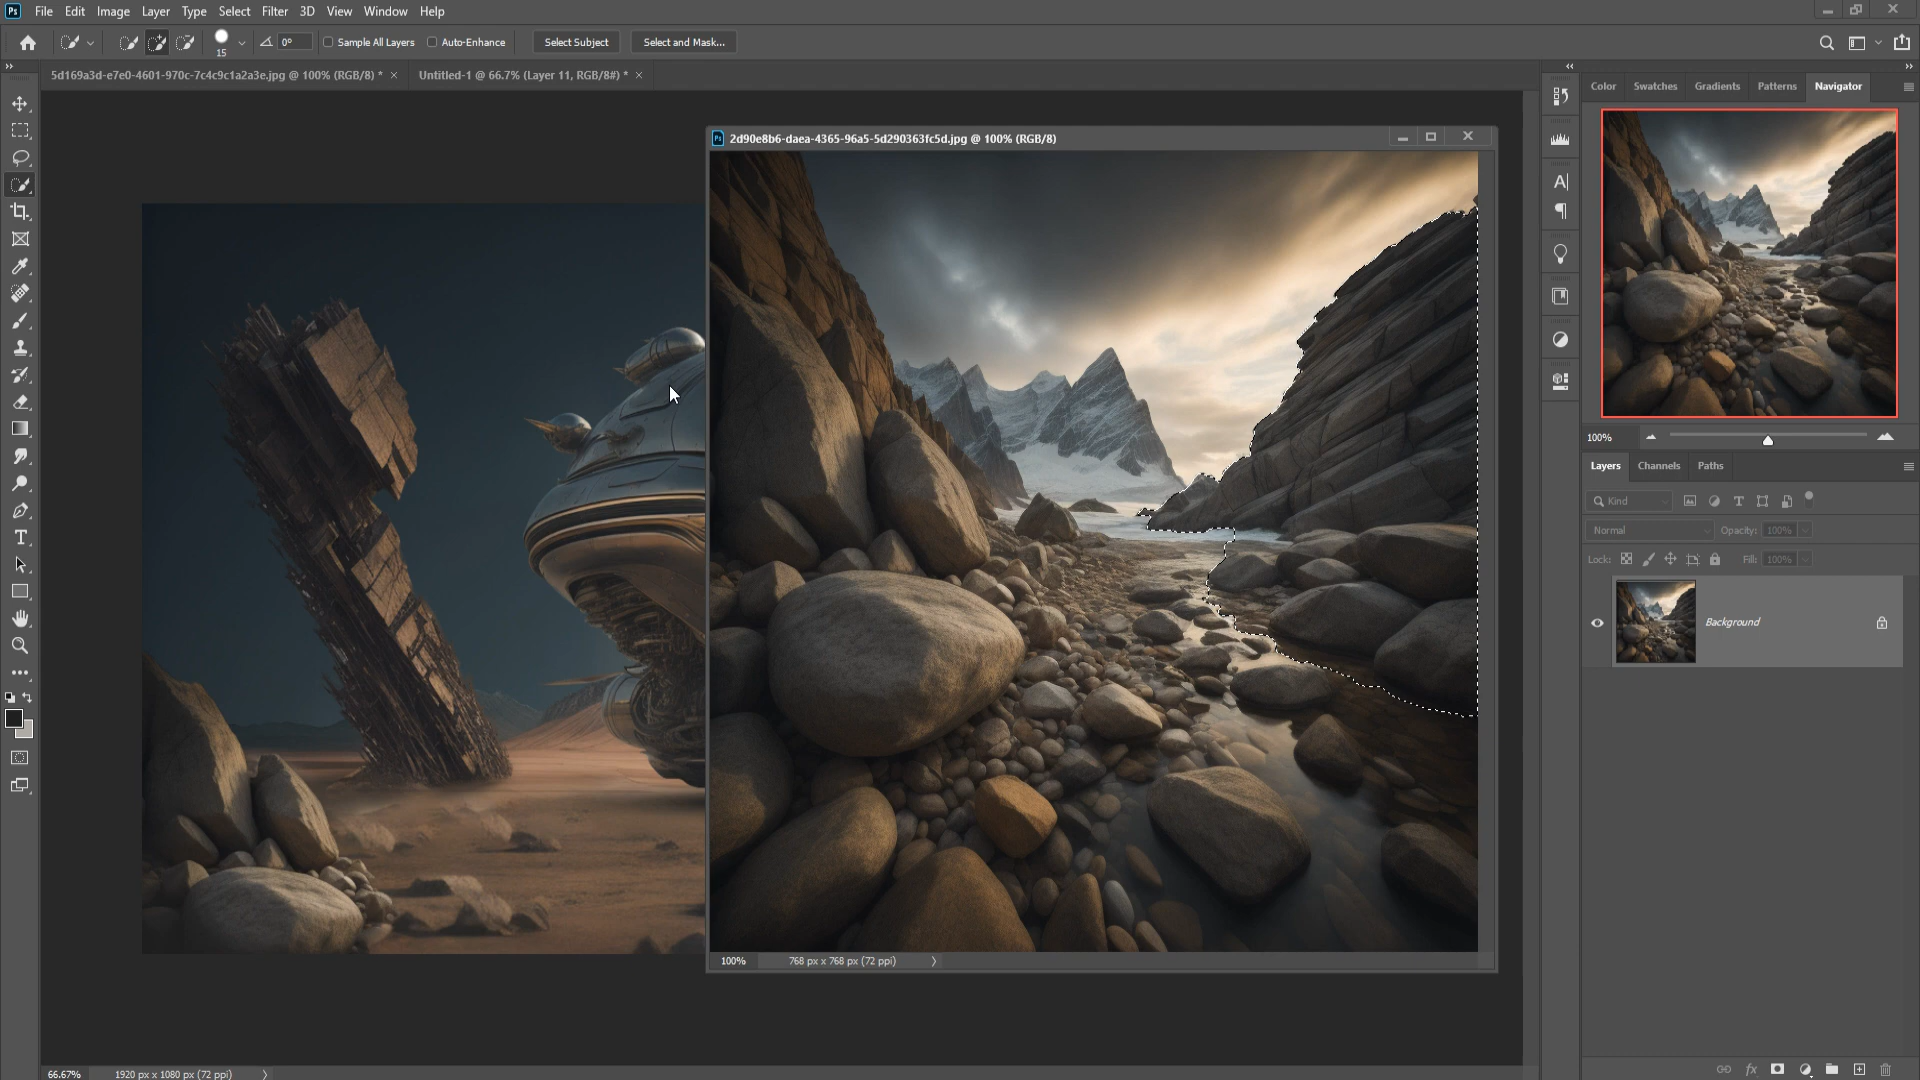 Ps File Edit Image Layer Type Select Filter 3D View Window Help
15 0° Sample All Layers Auto-Enhance Select Subject Select and Mask...
5d169a3d-e7e0-4601-970c-7c4c9c1a2a3e.jpg @ 100% (RGB/8) * × Untitled-1 @ 66.7% (Layer 11, RGB/8#) * ×
Color Swatches Gradients Patterns Navigator
Ps 2d90e8b6-daea-4365-96a5-5d290363fc5d.jpg @ 100% (RGB/8)
100%
Layers Channels Paths
Kind
Normal Opacity: 100%
Lock: Fill: 100%
Background
100% 768 px x 768 px (72 ppi)
66.67% 1920 px x 1080 px (72 ppi)